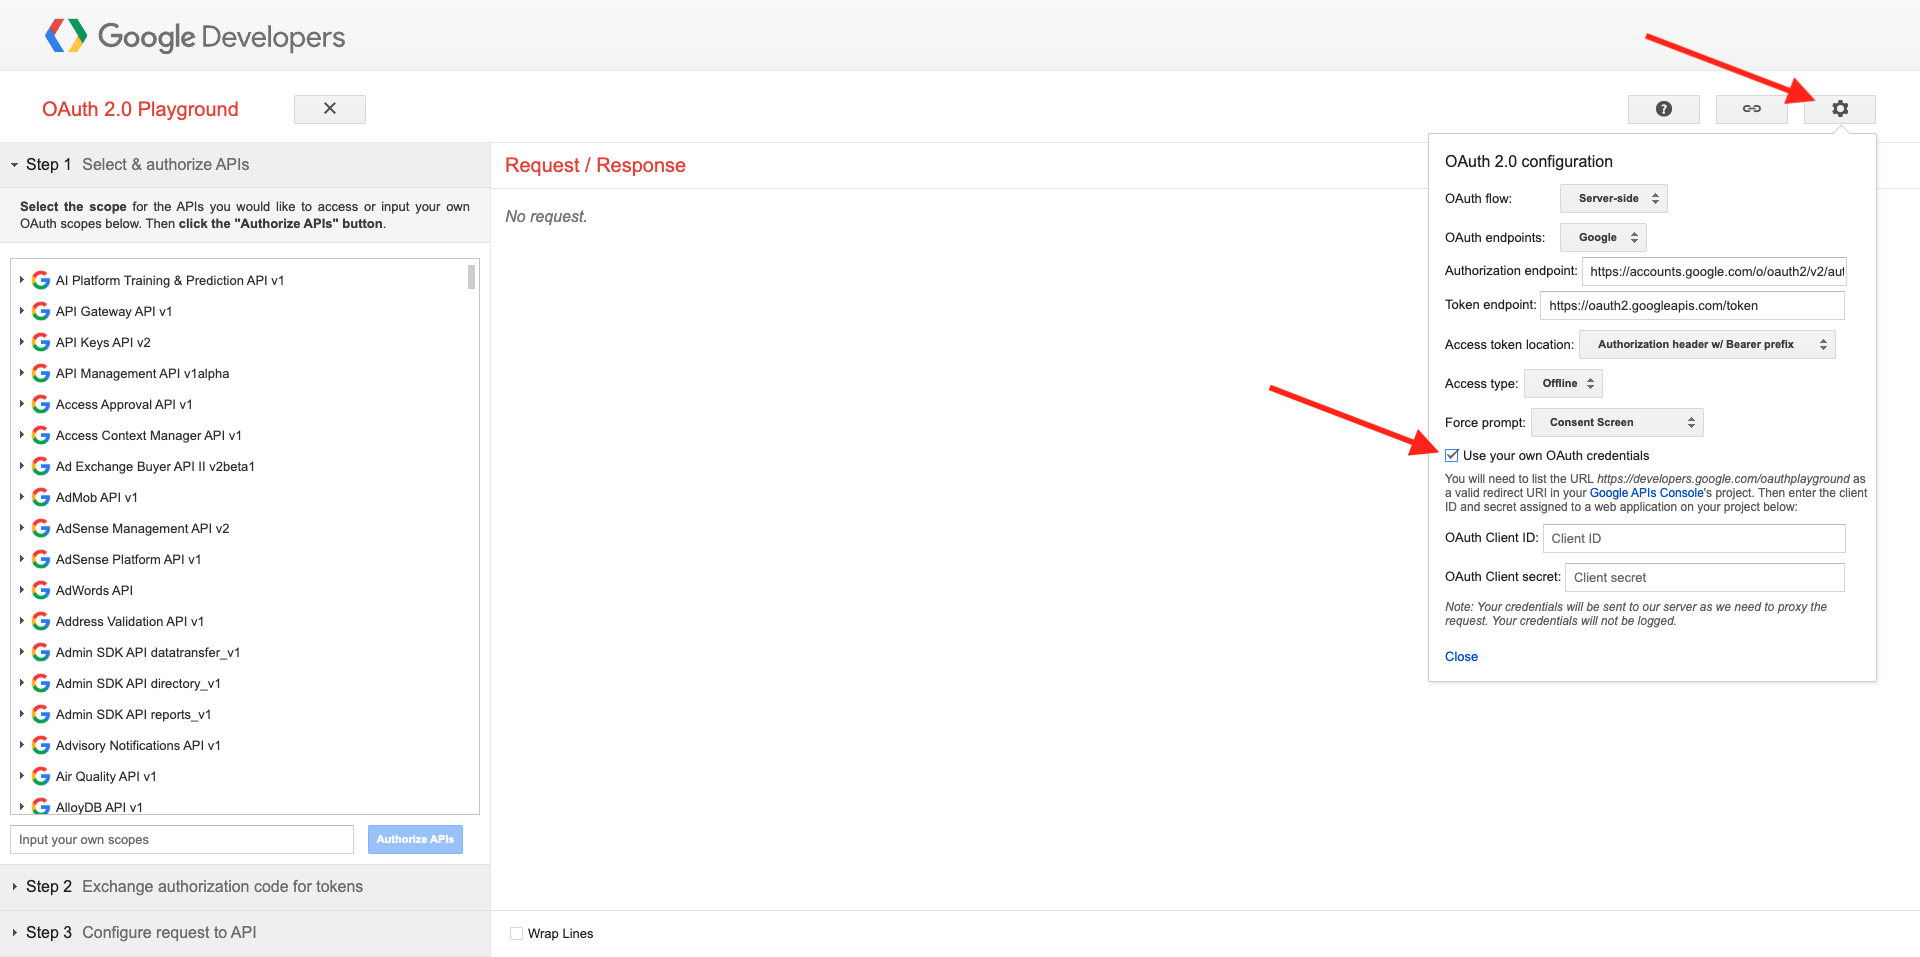 Google Developers
OAuth 2.0 Playground
Step 1 Select & authorize APIs
Select the scope for the APIs you would like to access or input your own
OAuth scopes below. Then click the "Authorize APIs" button.
AI Platform Training & Prediction API v1
API Gateway API v1
API Keys API v2
API Management API v1alpha
Access Approval API v1
Access Context Manager API v1
Ad Exchange Buyer API II v2beta1
AdMob API v1
AdSense Management API v2
AdSense Platform API v1
AdWords API
Address Validation API v1
Admin SDK API datatransfer_v1
Admin SDK API directory_v1
Admin SDK API reports_v1
Advisory Notifications API v1
Air Quality API v1
AlloyDB API v1
Input your own scopes
Authorize APIs
Step 2 Exchange authorization code for tokens
Step 3 Configure request to API
Request / Response
No request.
Wrap Lines
OAuth 2.0 configuration
OAuth flow: Server-side
OAuth endpoints: Google
Authorization endpoint: https://accounts.google.com/o/oauth2/v2/aut
Token endpoint: https://oauth2.googleapis.com/token
Access token location: Authorization header w/ Bearer prefix
Access type: Offline
Force prompt: Consent Screen
Use your own OAuth credentials
You will need to list the URL https://developers.google.com/oauthplayground as
a valid redirect URI in your Google APIs Console's project. Then enter the client
ID and secret assigned to a web application on your project below:
OAuth Client ID: Client ID
OAuth Client secret: Client secret
Note: Your credentials will be sent to our server as we need to proxy the
request. Your credentials will not be logged.
Close